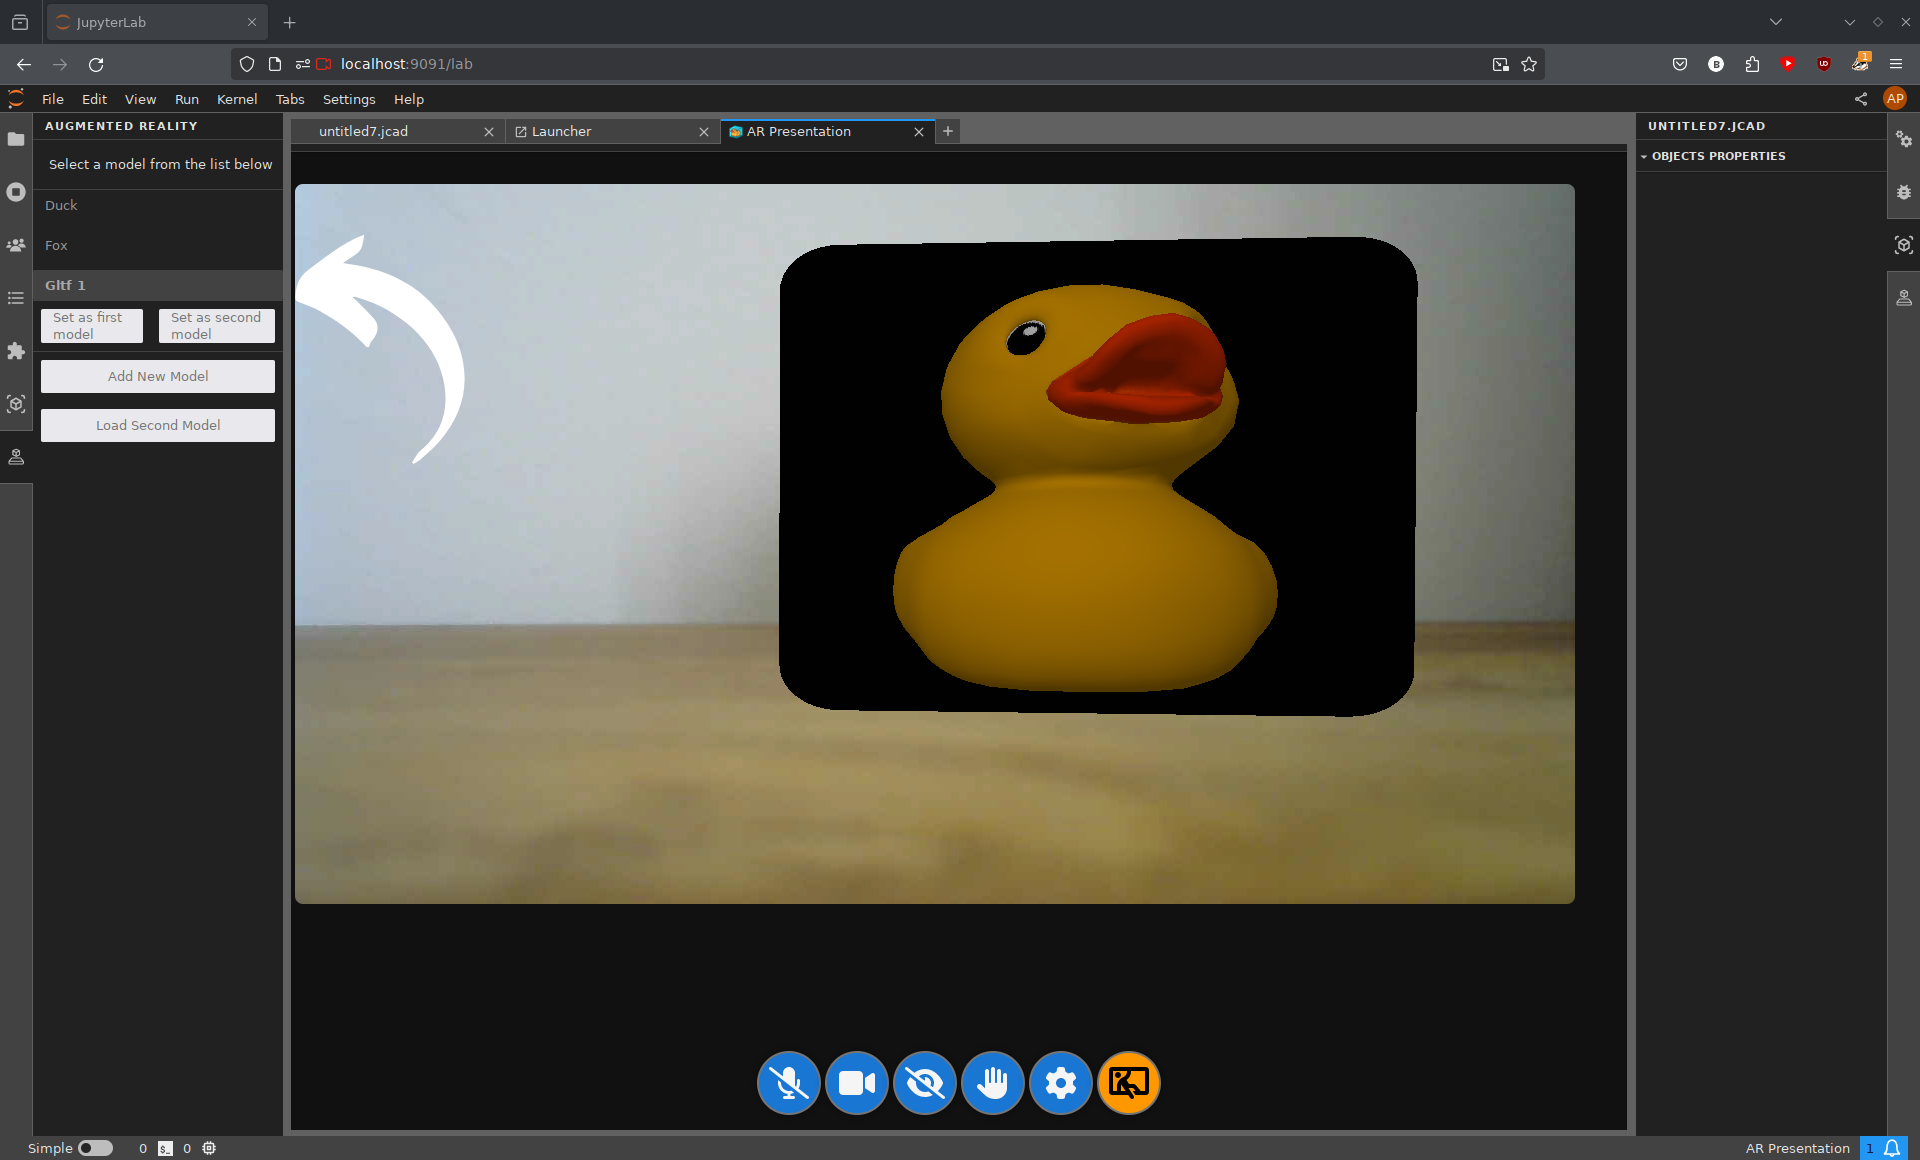 JupyterLab
localhost:9091/lab
1
File Edit View Run Kernel Tabs Settings Help
AP
AUGMENTED REALITY
Select a model from the list below
Duck
Fox
Gltf 1
Set as first
model
Set as second
model
Add New Model
Load Second Model
untitled7.jcad
Launcher
AR Presentation
UNTITLED7.JCAD
OBJECTS PROPERTIES
Simple 0 $_ 0
AR Presentation 1